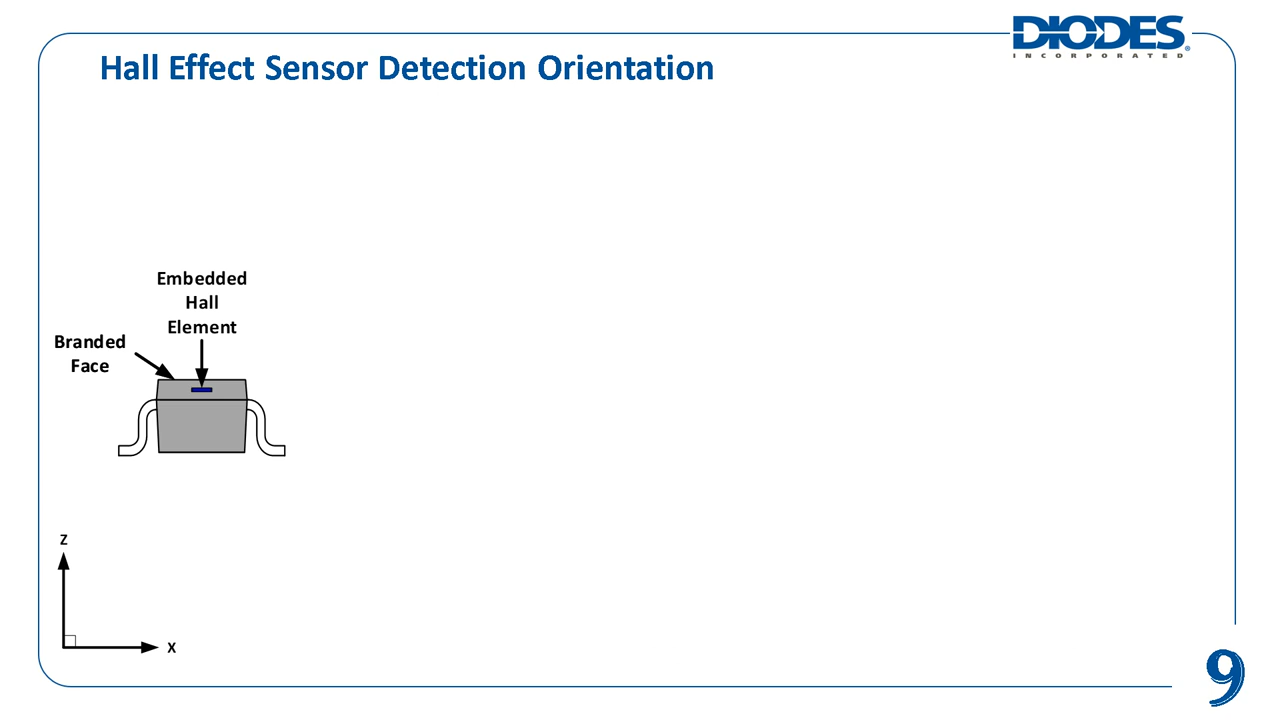 DIODES
INCORPORATED
Hall Effect Sensor Detection Orientation
Embedded
Hall
Element
Branded
Face
Z
X
9